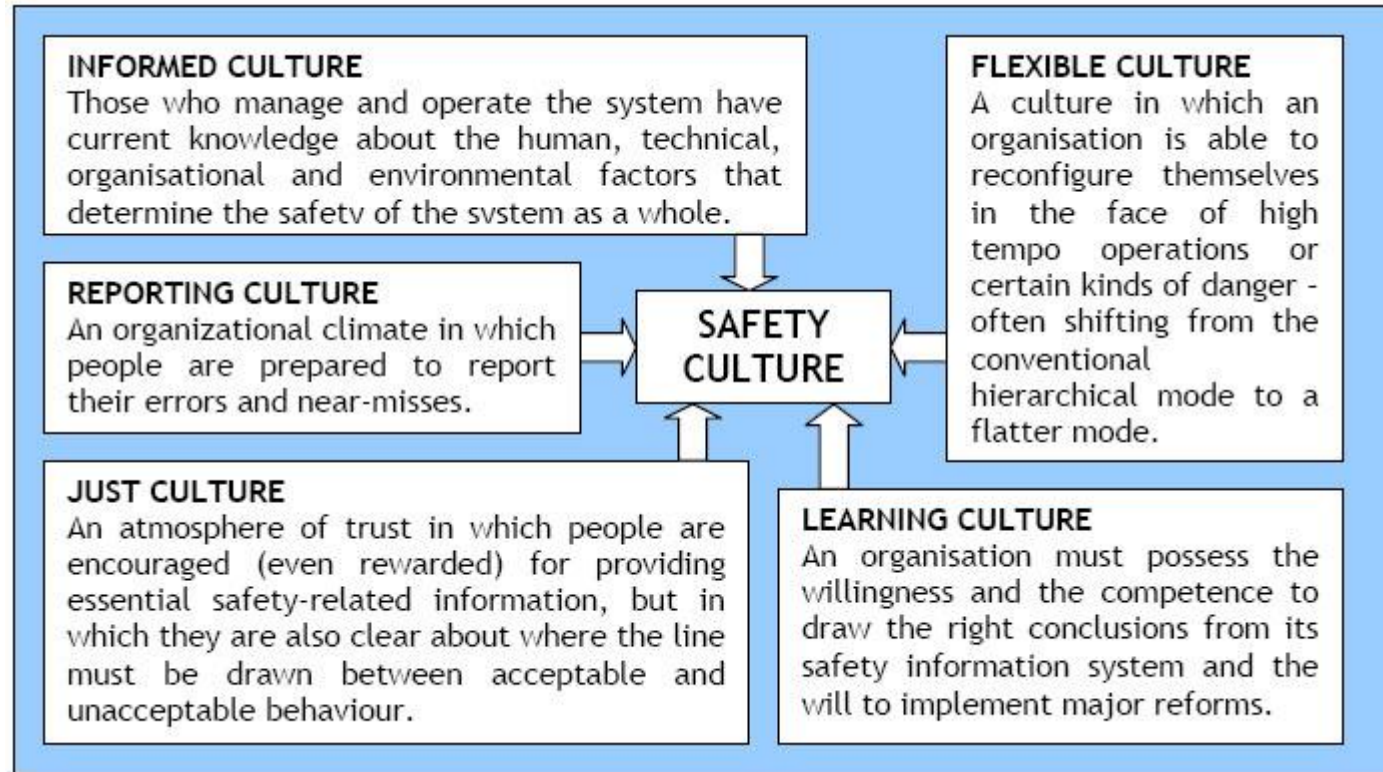 INFORMED CULTURE
Those who manage and operate the system have
current knowledge about the human, technical,
organisational and environmental factors that
determine the safety of the system as a whole.
REPORTING CULTURE
An organizational climate in which
people are prepared to report
their errors and near-misses.
JUST CULTURE
An atmosphere of trust in which people are
encouraged (even rewarded) for providing
essential safety-related information, but in
which they are also clear about where the line
must be drawn between acceptable and
unacceptable behaviour.
SAFETY
CULTURE
FLEXIBLE CULTURE
A culture in which an
organisation is able to
reconfigure themselves
in the face of high
tempo operations or
certain kinds of danger -
often shifting from the
conventional
hierarchical mode to a
flatter mode.
LEARNING CULTURE
An organisation must possess the
willingness and the competence to
draw the right conclusions from its
safety information system and the
will to implement major reforms.